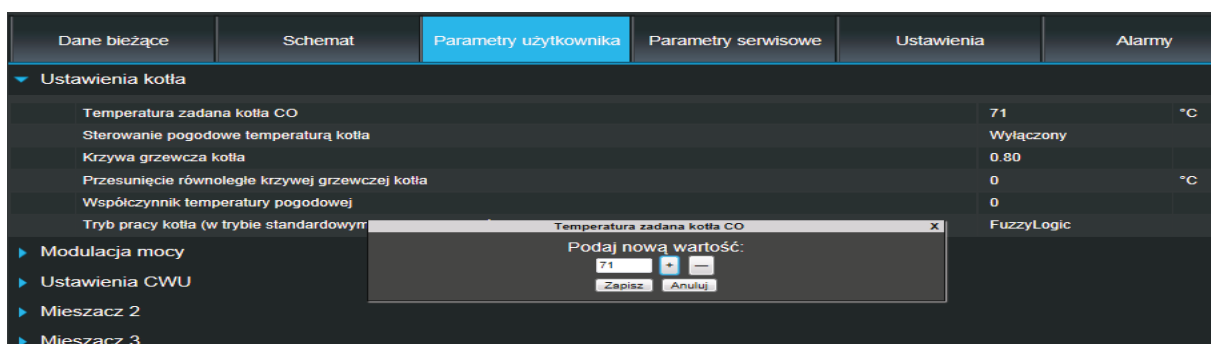 Dane bieżące Schemat Parametry użytkownika Parametry serwisowe Ustawienia Alarmy
Ustawienia kotła
Temperatura zadana kotła CO 71 °C
Sterowanie pogodowe temperaturą kotła Wyłączony
Krzywa grzewcza kotła 0.80
Przesunięcie równoległe krzywej grzewczej kotła 0 °C
Współczynnik temperatury pogodowej 0
Tryb pracy kotła (w trybie standardowym FuzzyLogic
Temperatura zadana kotła CO X
Podaj nową wartość:
71 + —
Zapisz Anuluj
Modulacja mocy
Ustawienia CWU
Mieszacz 2
Mieszacz 3